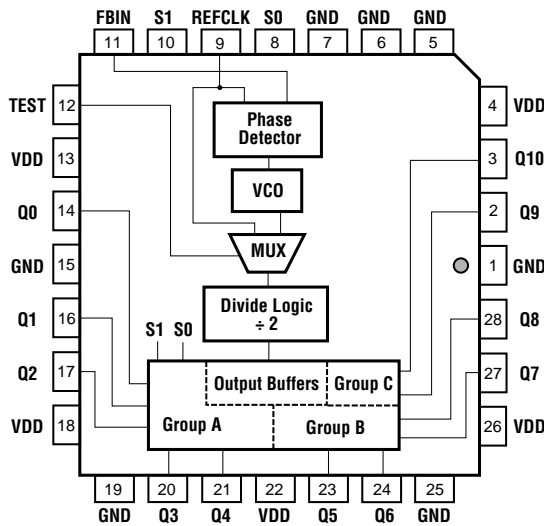 FBIN S1 REFCLK S0 GND GND GND
11 10 9 8 7 6 5
TEST 12
4 VDD
Phase
Detector
VDD 13
3 Q10
VCO
Q0 14
2 Q9
MUX
GND 15
1 GND
Divide Logic
÷ 2
Q1 16
28 Q8
S1 S0
Q2 17
27 Q7
Output Buffers
Group C
VDD 18
Group A
Group B
26 VDD
19 20 21 22 23 24 25
GND Q3 Q4 VDD Q5 Q6 GND